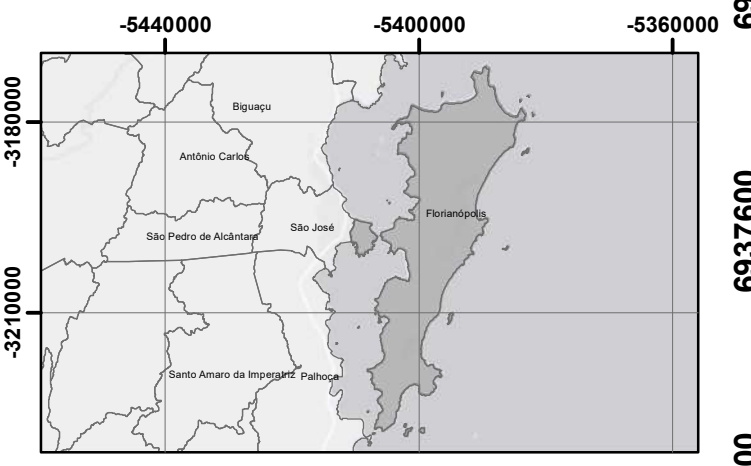 -5440000 -5400000 -5360000
Biguaçu
-3180000
Antônio Carlos
Florianópolis
São José
São Pedro de Alcântara
6937600
-3210000
Santo Amaro da Imperatriz Palhoça